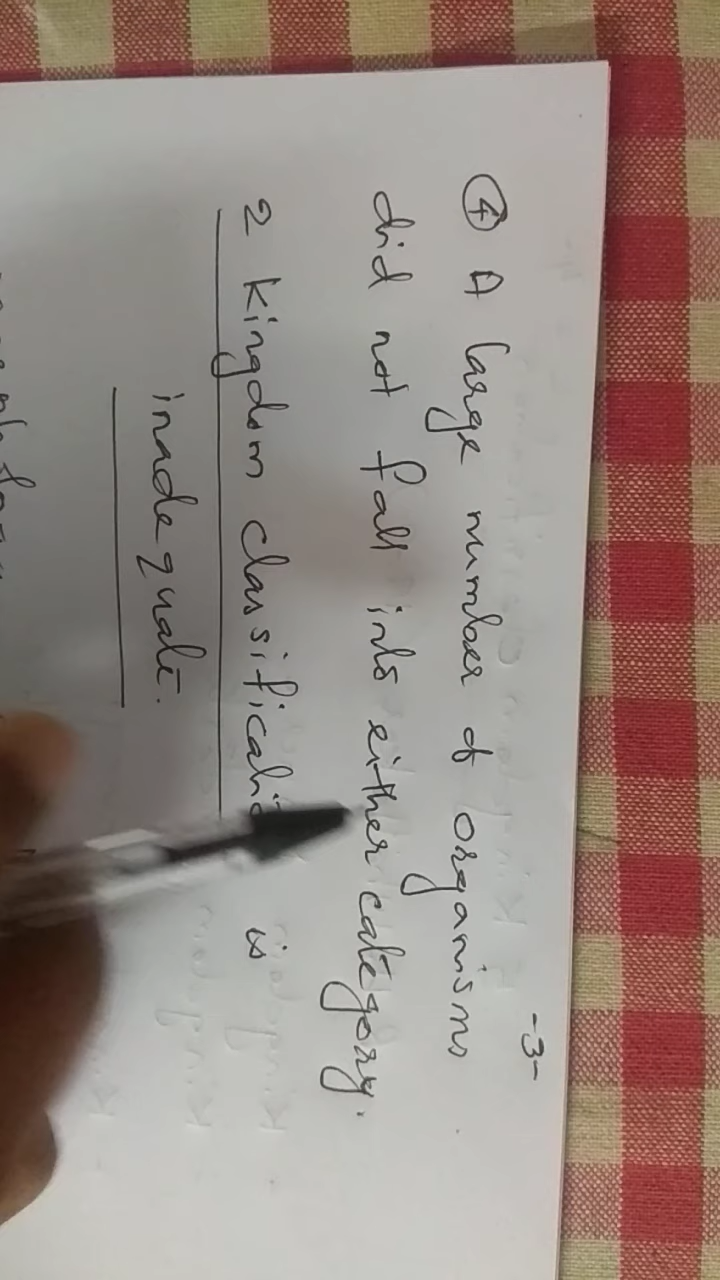 -3-
④ A large number of organisms
did not fall into either category.
2 kingdom classification is
inadequate.